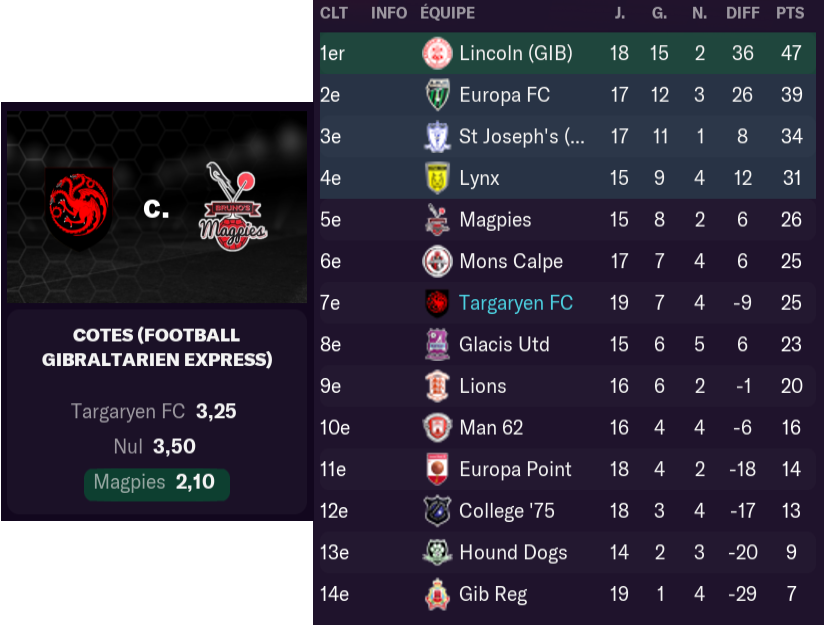 C.
BRUNO'S
Magpies
COTES (FOOTBALL
GIBRALTARIEN EXPRESS)
Targaryen FC 3,25
Nul 3,50
Magpies 2,10
CLT INFO ÉQUIPE J. G. N. DIFF PTS
1er Lincoln (GIB) 18 15 2 36 47
2e Europa FC 17 12 3 26 39
3e St Joseph's (... 17 11 1 8 34
4e Lynx 15 9 4 12 31
5e Magpies 15 8 2 6 26
6e Mons Calpe 17 7 4 6 25
7e Targaryen FC 19 7 4 -9 25
8e Glacis Utd 15 6 5 6 23
9e Lions 16 6 2 -1 20
10e Man 62 16 4 4 -6 16
11e Europa Point 18 4 2 -18 14
12e College '75 18 3 4 -17 13
13e Hound Dogs 14 2 3 -20 9
14e Gib Reg 19 1 4 -29 7